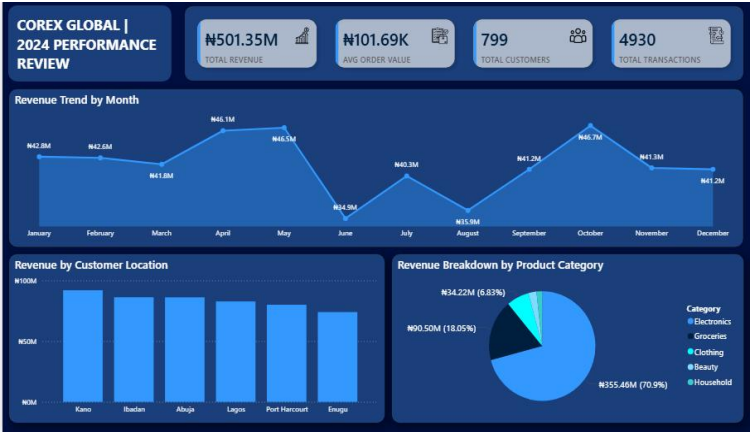 COREX GLOBAL |
2024 PERFORMANCE
REVIEW
₦501.35M
TOTAL REVENUE
₦101.69K
AVG ORDER VALUE
799
TOTAL CUSTOMERS
4930
TOTAL TRANSACTIONS
Revenue Trend by Month
₦42.8M
₦42.6M
₦41.8M
₦46.1M
₦46.5M
₦34.9M
₦40.3M
₦35.9M
₦41.2M
₦46.7M
₦41.3M
₦41.2M
January February March April May June July August September October November December
Revenue by Customer Location
₦100M
₦50M
₦0M
Kano Ibadan Abuja Lagos Port Harcourt Enugu
Revenue Breakdown by Product Category
₦34.22M (6.83%)
₦90.50M (18.05%)
₦355.46M (70.9%)
Category
Electronics
Groceries
Clothing
Beauty
Household